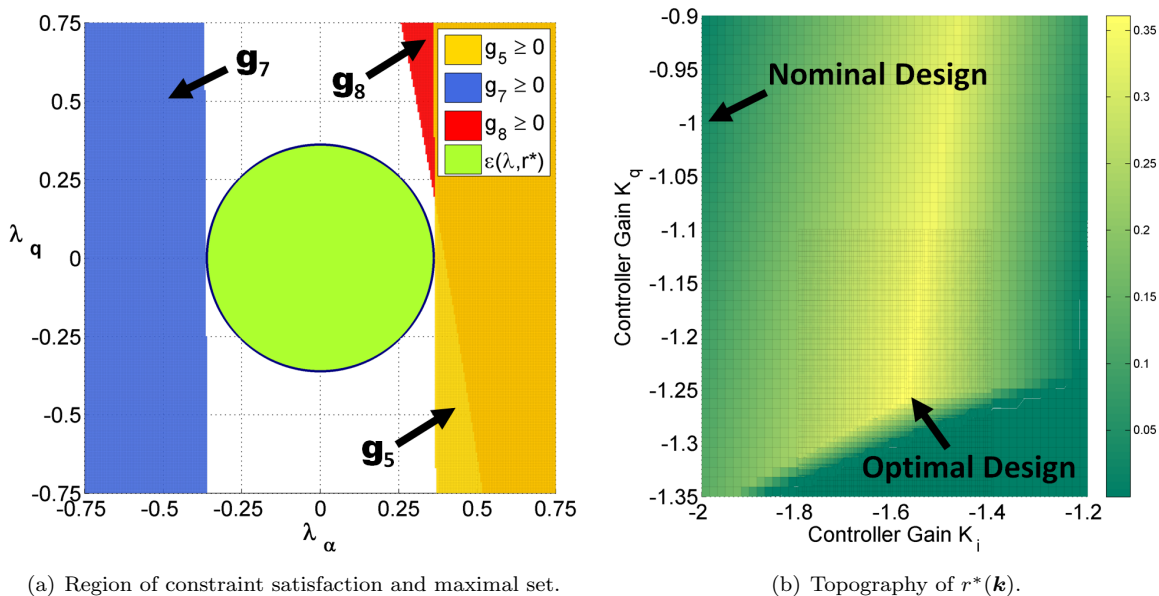 0.75
0.5
0.25
0
-0.25
-0.5
-0.75
-0.75
-0.5
-0.25
0
0.25
0.5
0.75
λ q
λ α
g7
g8
g5
g5 ≥ 0
g7 ≥ 0
g8 ≥ 0
ε(λ,r*)
(a) Region of constraint satisfaction and maximal set.
-0.9
-0.95
-1
-1.05
-1.1
-1.15
-1.2
-1.25
-1.3
-1.35
-2
-1.8
-1.6
-1.4
-1.2
Controller Gain K q
Controller Gain K i
Nominal Design
Optimal Design
0.35
0.3
0.25
0.2
0.15
0.1
0.05
(b) Topography of r*(k).